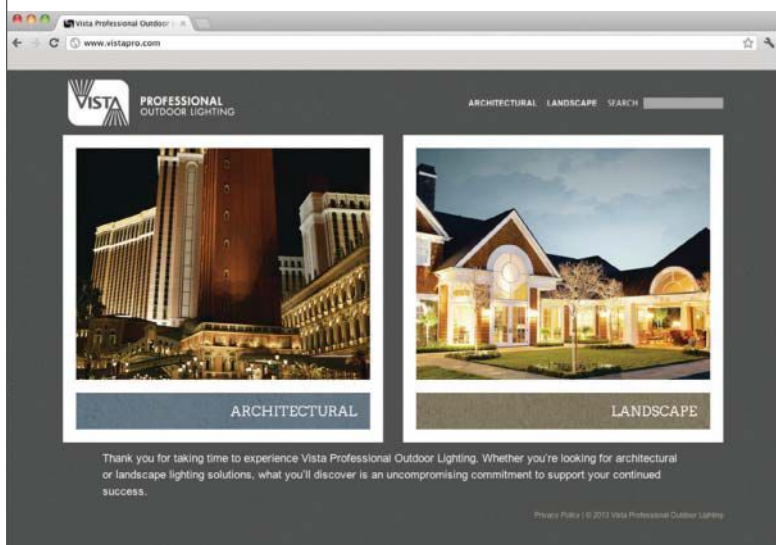 Vista Professional Outdoor L
www.vistapro.com
VISTA
PROFESSIONAL
OUTDOOR LIGHTING
ARCHITECTURAL LANDSCAPE SEARCH
ARCHITECTURAL
LANDSCAPE
Thank you for taking time to experience Vista Professional Outdoor Lighting. Whether you're looking for architectural
or landscape lighting solutions, what you'll discover is an uncompromising commitment to support your continued
success.
Privacy Policy | © 2013 Vista Professional Outdoor Lighting